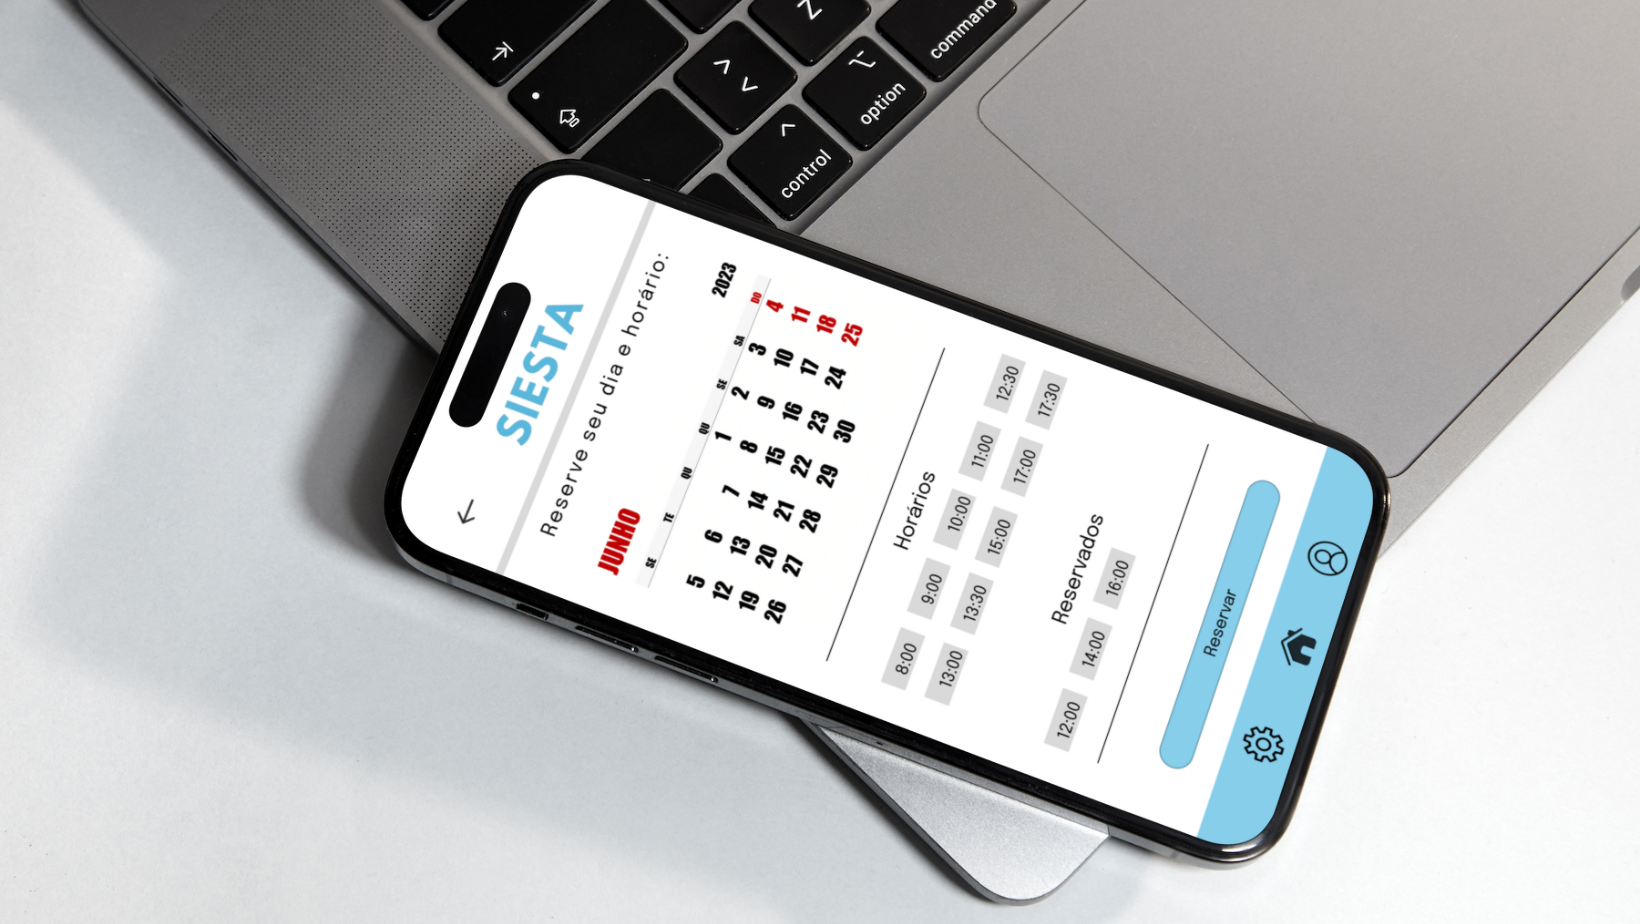 Z
command
option
control
SIESTA
Reserve seu dia e horário:
JUNHO 2023
SE TE QU QU SE SA DO
1 2 3 4
5 6 7 8 9 10 11
12 13 14 15 16 17 18
19 20 21 22 23 24 25
26 27 28 29 30
Horários
8:00 9:00 10:00 11:00 12:30
13:00 13:30 15:00 17:00 17:30
Reservados
12:00 14:00 16:00
Reservar